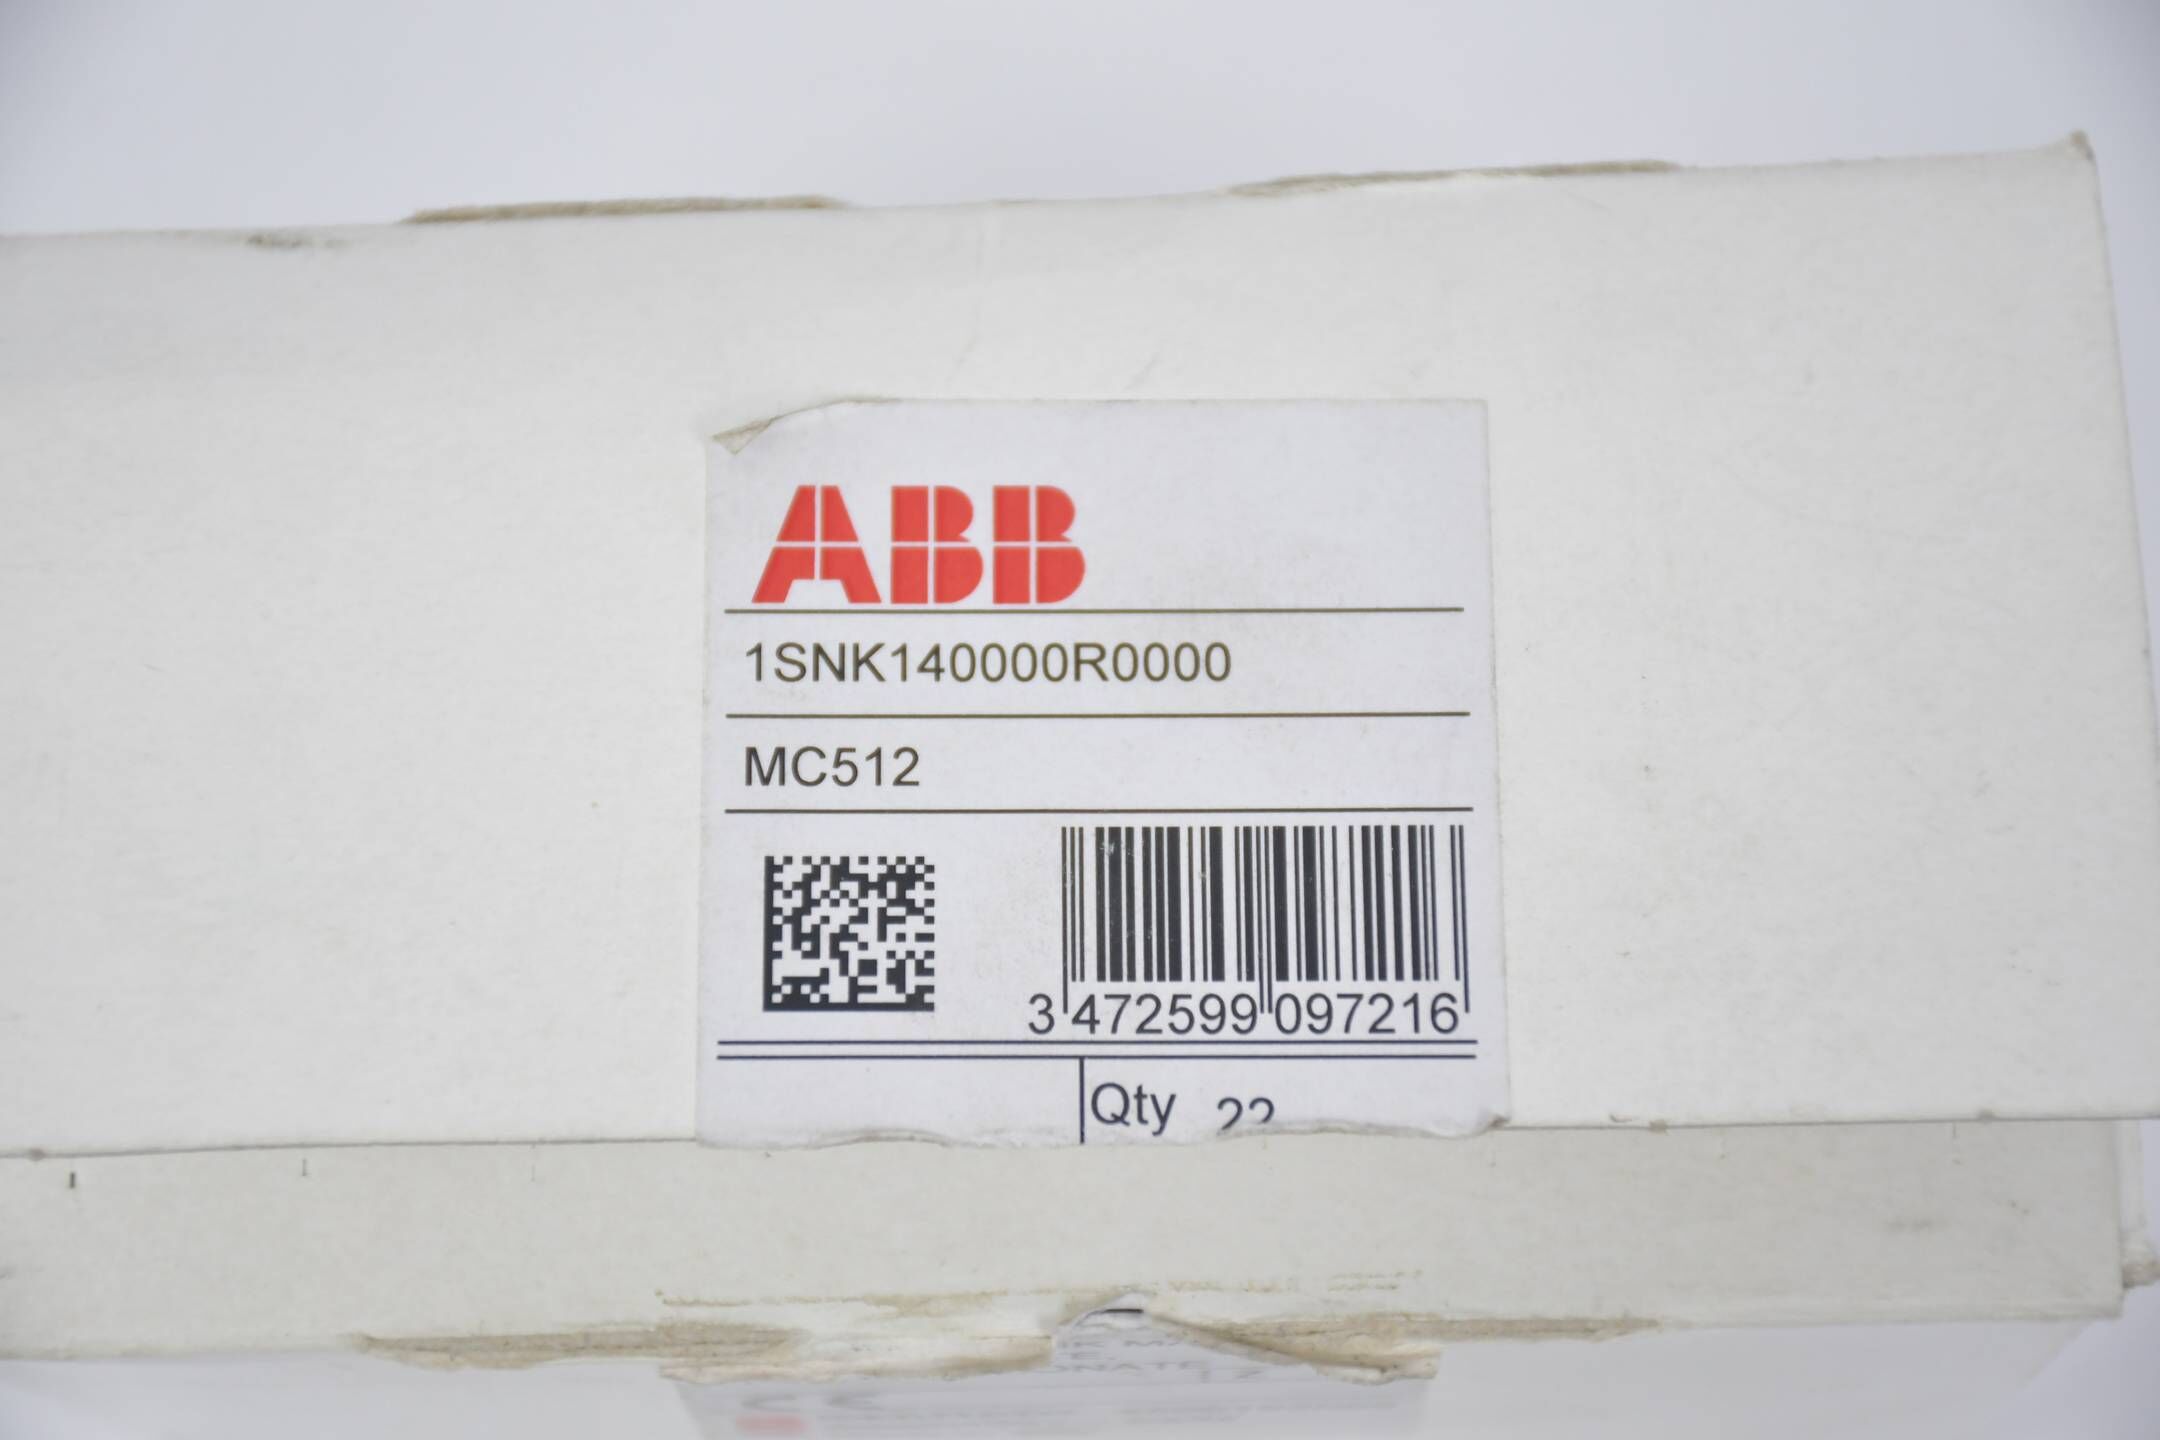 ABB
1SNK140000R0000
MC512
3 472599 097216
Qty 22